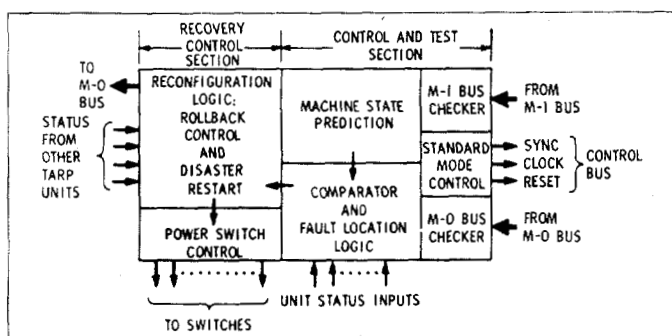 RECOVERY
CONTROL
SECTION
CONTROL AND TEST
SECTION
TO
M-O
BUS
STATUS
FROM
OTHER
TARP
UNITS
RECONFIGURATION
LOGIC;
ROLLBACK
CONTROL
AND
DISASTER
RESTART
POWER SWITCH
CONTROL
MACHINE STATE
PREDICTION
COMPARATOR
AND
FAULT LOCATION
LOGIC
M-I BUS
CHECKER
STANDARD
MODE
CONTROL
M-O BUS
CHECKER
FROM
M-I BUS
SYNC
CLOCK
RESET
CONTROL
BUS
FROM
M-O BUS
UNIT STATUS INPUTS
TO SWITCHES